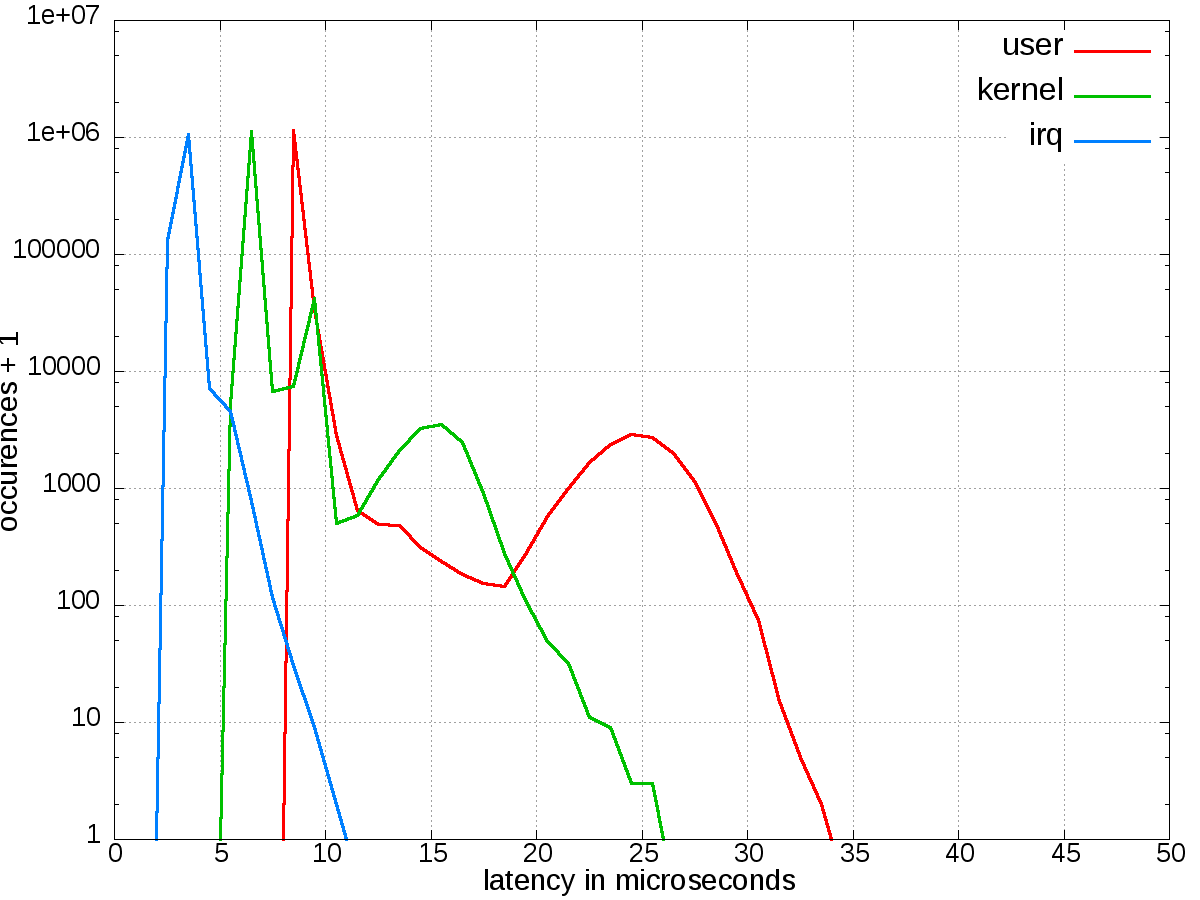 1e+07
1e+06
100000
10000
1000
100
10
1
occurences + 1
user
kernel
irq
0 5 10 15 20 25 30 35 40 45 50
latency in microseconds